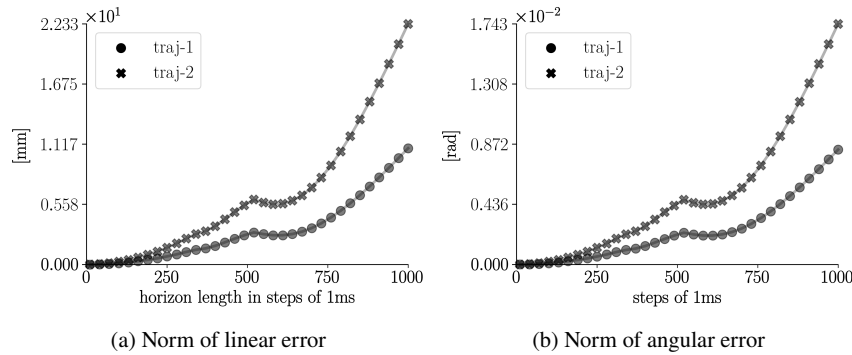 ×10¹
2.233
1.675
1.117
0.558
0.000
[mm]
traj-1
traj-2
0 250 500 750 1000
horizon length in steps of 1ms
(a) Norm of linear error
×10⁻²
1.743
1.308
0.872
0.436
0.000
[rad]
traj-1
traj-2
0 250 500 750 1000
steps of 1ms
(b) Norm of angular error